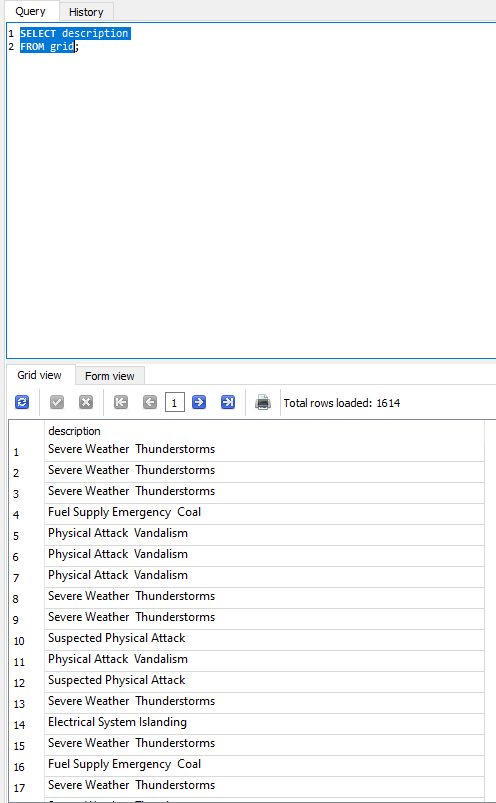 Query History
1 SELECT description
2 FROM grid;
Grid view Form view
1 Total rows loaded: 1614
description
1 Severe Weather  Thunderstorms
2 Severe Weather  Thunderstorms
3 Severe Weather  Thunderstorms
4 Fuel Supply Emergency  Coal
5 Physical Attack  Vandalism
6 Physical Attack  Vandalism
7 Physical Attack  Vandalism
8 Severe Weather  Thunderstorms
9 Severe Weather  Thunderstorms
10 Suspected Physical Attack
11 Physical Attack  Vandalism
12 Suspected Physical Attack
13 Severe Weather  Thunderstorms
14 Electrical System Islanding
15 Severe Weather  Thunderstorms
16 Fuel Supply Emergency  Coal
17 Severe Weather  Thunderstorms